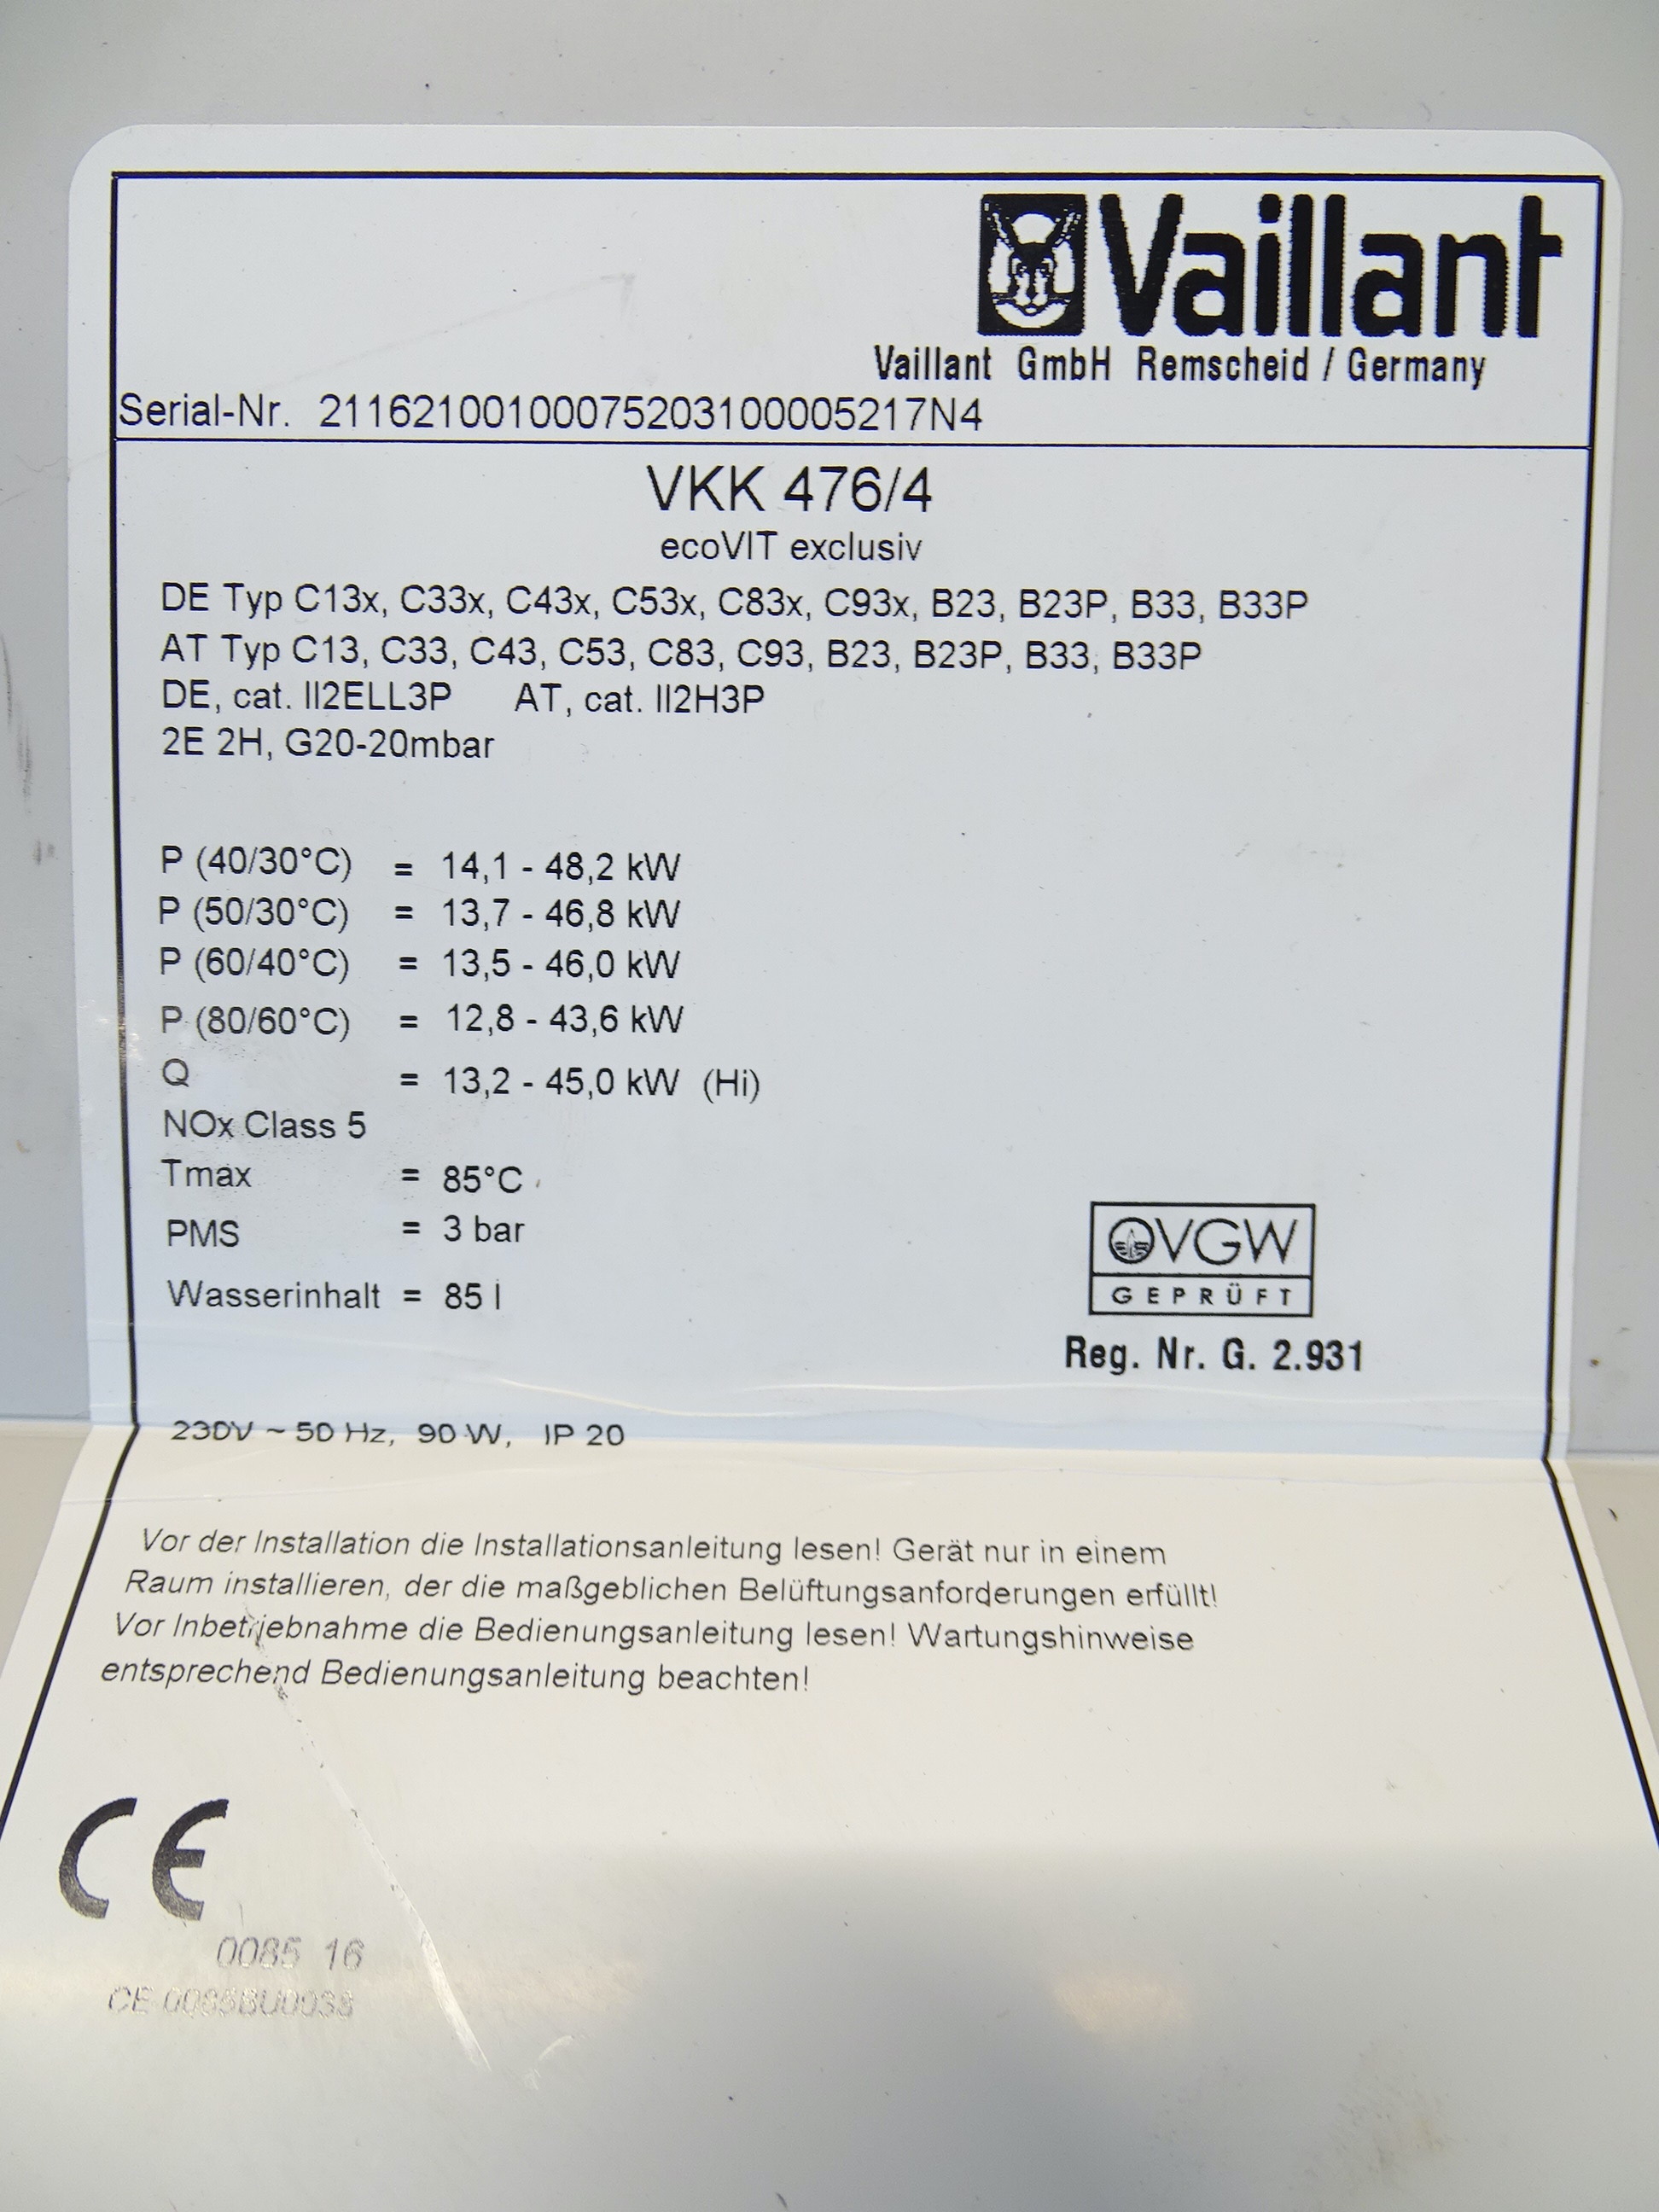 Vaillant
Vaillant GmbH Remscheid / Germany
Serial-Nr. 21162100100075203100005217N4
VKK 476/4
ecoVIT exclusiv
DE Typ C13x, C33x, C43x, C53x, C83x, C93x, B23, B23P, B33, B33P
AT Typ C13, C33, C43, C53, C83, C93, B23, B23P, B33, B33P
DE, cat. II2ELL3P AT, cat. II2H3P
2E 2H, G20-20mbar
P (40/30°C) = 14,1 - 48,2 kW
P (50/30°C) = 13,7 - 46,8 kW
P (60/40°C) = 13,5 - 46,0 kW
P (80/60°C) = 12,8 - 43,6 kW
Q = 13,2 - 45,0 kW (Hi)
NOx Class 5
Tmax = 85°C
PMS = 3 bar
Wasserinhalt = 85 l
ÖVGW
GEPRÜFT
Reg. Nr. G. 2.931
230V ~ 50 Hz, 90 W, IP 20
Vor der Installation die Installationsanleitung lesen! Gerät nur in einem
Raum installieren, der die maßgeblichen Belüftungsanforderungen erfüllt!
Vor Inbetriebnahme die Bedienungsanleitung lesen! Wartungshinweise
entsprechend Bedienungsanleitung beachten!
CE
0085 16
CE-0085BU0038